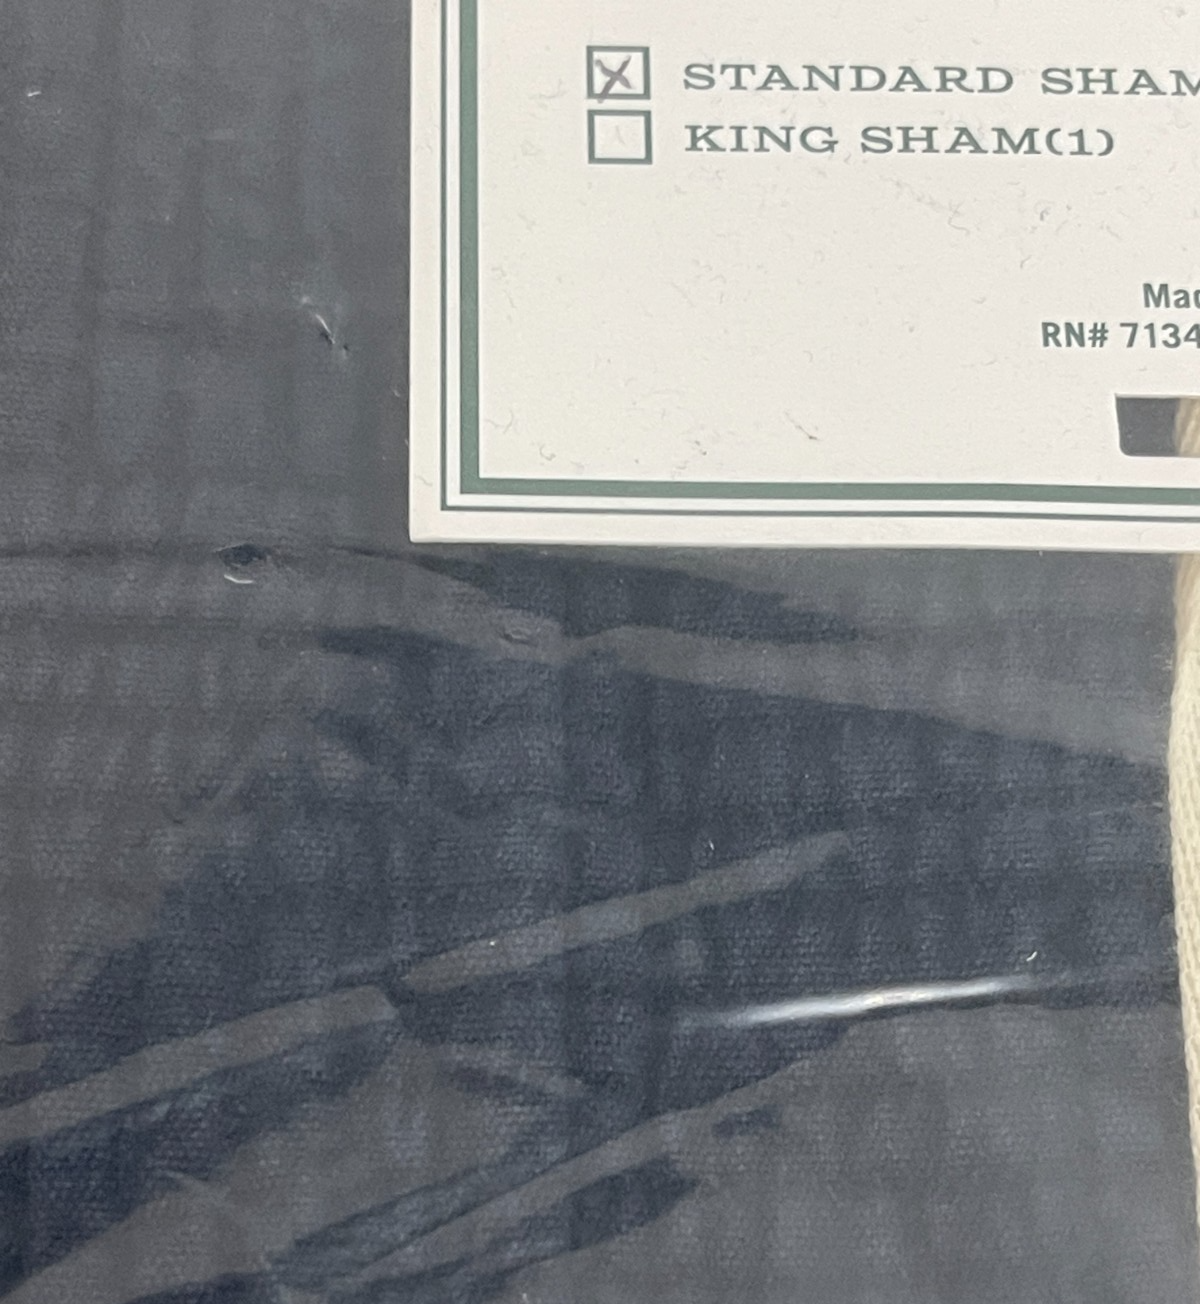 STANDARD SHAM
KING SHAM(1)
RN# 7134